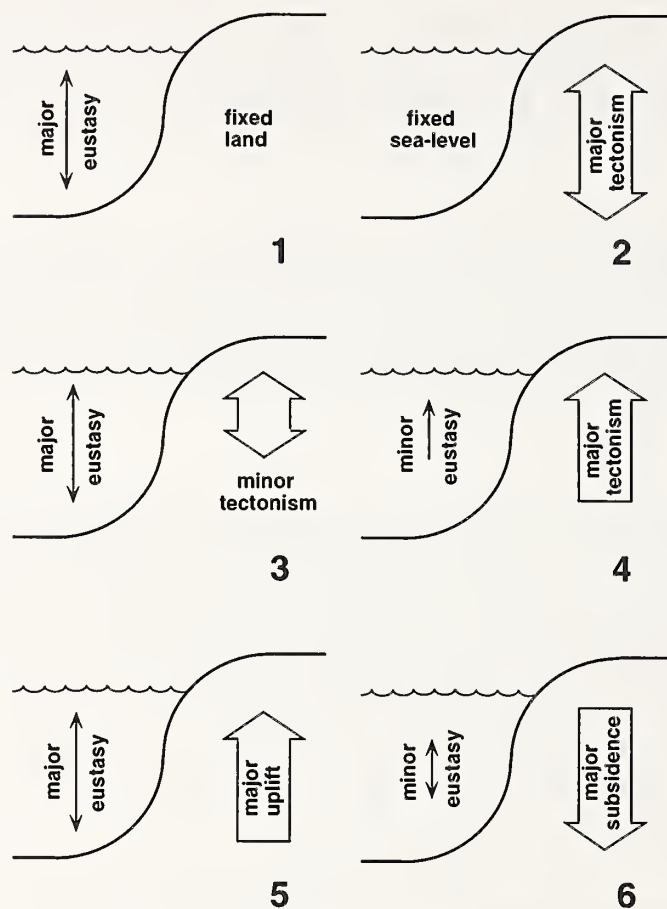 major
eustasy
fixed
land
1
fixed
sea-level
major
tectonism
2
major
eustasy
minor
tectonism
3
minor
eustasy
major
tectonism
4
major
eustasy
major
uplift
5
minor
eustasy
major
subsidence
6